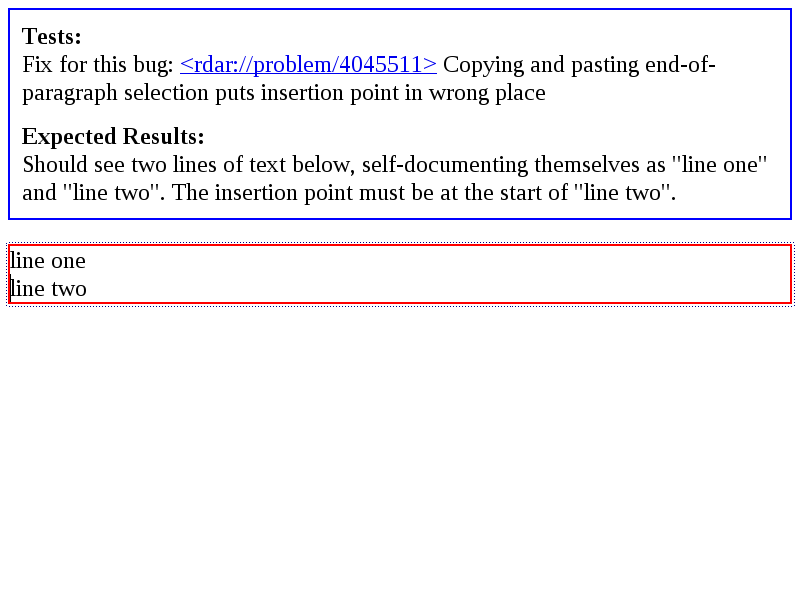 Tests:
Fix for this bug: <rdar://problem/4045511> Copying and pasting end-of-
paragraph selection puts insertion point in wrong place
Expected Results:
Should see two lines of text below, self-documenting themselves as "line one"
and "line two". The insertion point must be at the start of "line two".
line one
line two